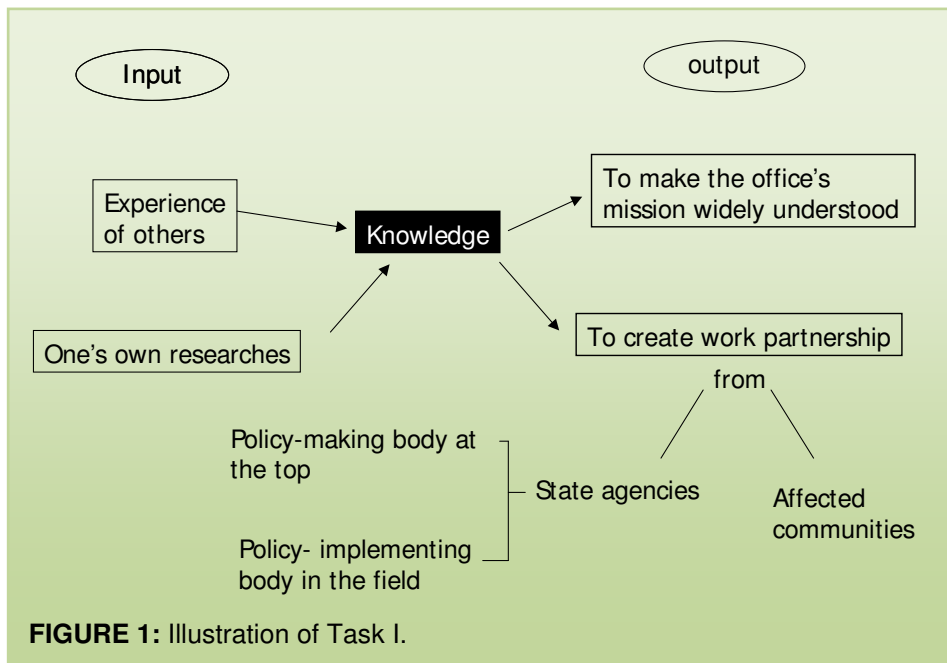 Input
output
Experience
of others
To make the office's
mission widely understood
Knowledge
One's own researches
To create work partnership
from
Policy-making body at
the top
State agencies
Affected
communities
Policy- implementing
body in the field
FIGURE 1: Illustration of Task I.